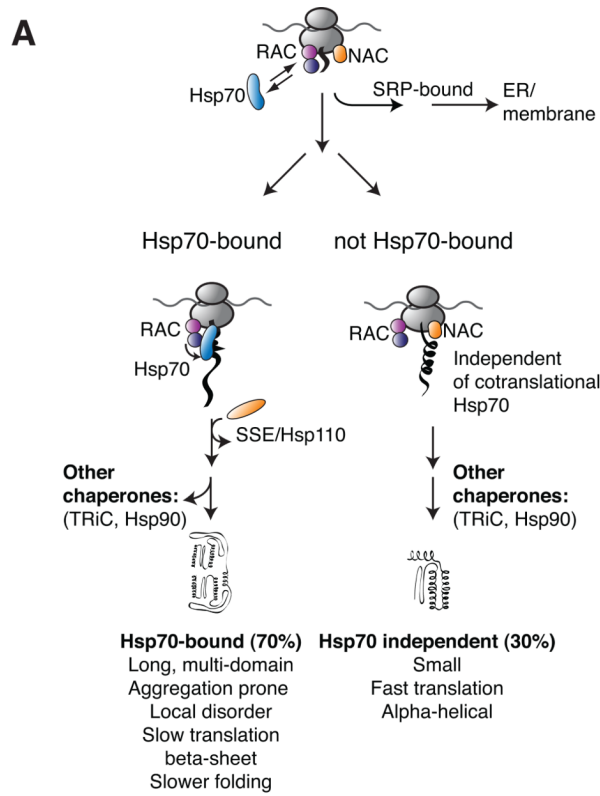 A
RAC
NAC
Hsp70
SRP-bound
ER/
membrane
Hsp70-bound
not Hsp70-bound
RAC
Hsp70
SSE/Hsp110
Other
chaperones:
(TRiC, Hsp90)
RAC
NAC
Independent
of cotranslational
Hsp70
Other
chaperones:
(TRiC, Hsp90)
Hsp70-bound (70%)
Long, multi-domain
Aggregation prone
Local disorder
Slow translation
beta-sheet
Slower folding
Hsp70 independent (30%)
Small
Fast translation
Alpha-helical